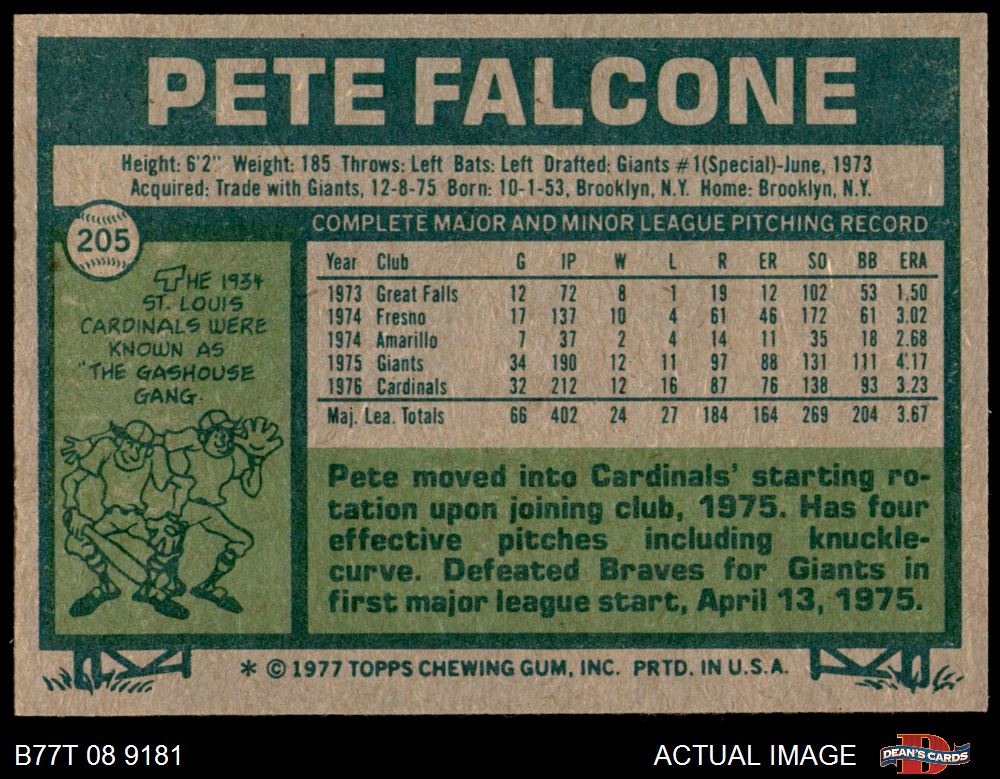 PETE FALCONE
Height: 6'2" Weight: 185 Throws: Left Bats: Left Drafted: Giants #1(Special)-June, 1973
Acquired: Trade with Giants, 12-8-75 Born: 10-1-53, Brooklyn, N.Y. Home: Brooklyn, N.Y.
205
THE 1934
ST. LOUIS
CARDINALS WERE
KNOWN AS
"THE GASHOUSE
GANG.
COMPLETE MAJOR AND MINOR LEAGUE PITCHING RECORD
Year Club G IP W L R ER SO BB ERA
1973 Great Falls 12 72 8 1 19 12 102 53 1.50
1974 Fresno 17 137 10 4 61 46 172 61 3.02
1974 Amarillo 7 37 2 4 14 11 35 18 2.68
1975 Giants 34 190 12 11 97 88 131 111 4.17
1976 Cardinals 32 212 12 16 87 76 138 93 3.23
Maj. Lea. Totals 66 402 24 27 184 164 269 204 3.67
Pete moved into Cardinals' starting ro-
tation upon joining club, 1975. Has four
effective pitches including knuckle-
curve. Defeated Braves for Giants in
first major league start, April 13, 1975.
* © 1977 TOPPS CHEWING GUM, INC. PRTD. IN U.S.A.
B77T 08 9181
ACTUAL IMAGE
DEAN'S CARDS